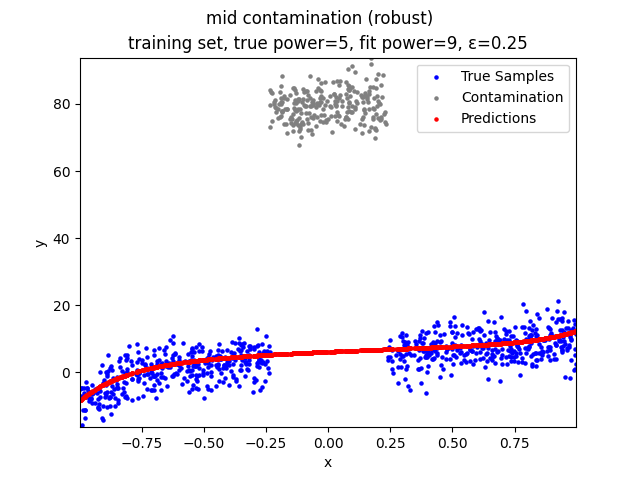 mid contamination (robust)
training set, true power=5, fit power=9, ε=0.25
True Samples
Contamination
Predictions
y
80
60
40
20
0
−0.75 −0.50 −0.25 0.00 0.25 0.50 0.75
x